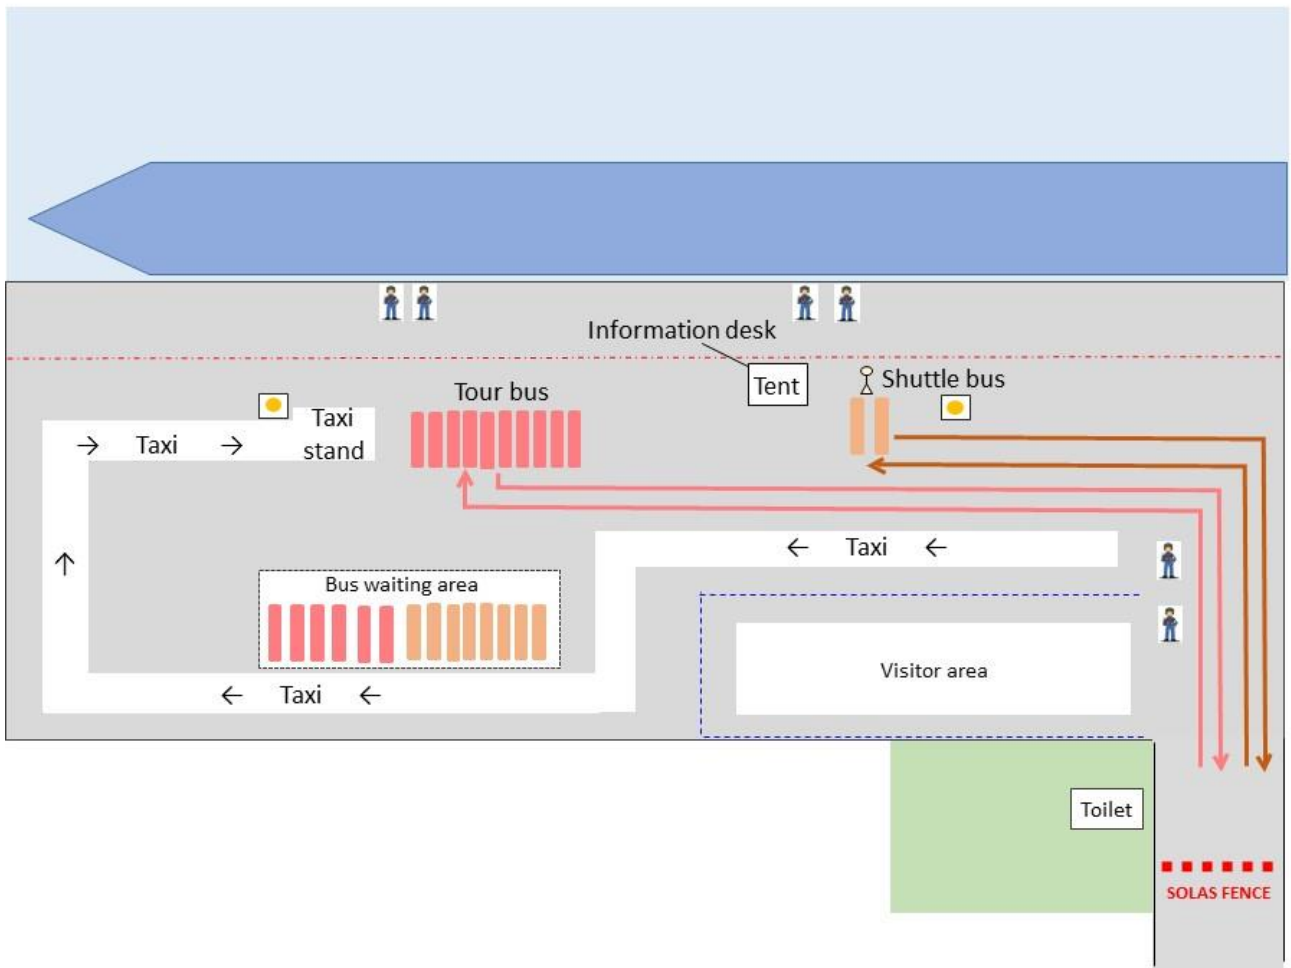 Information desk
Tent
Shuttle bus
Tour bus
Taxi
stand
Taxi
Taxi
Bus waiting area
Visitor area
Taxi
Toilet
SOLAS FENCE